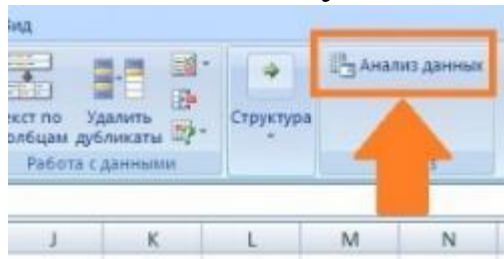 Вид
екст по
олбцам
Удалить
дубликаты
Структура
Анализ данных
Работа с данными
J K L M N